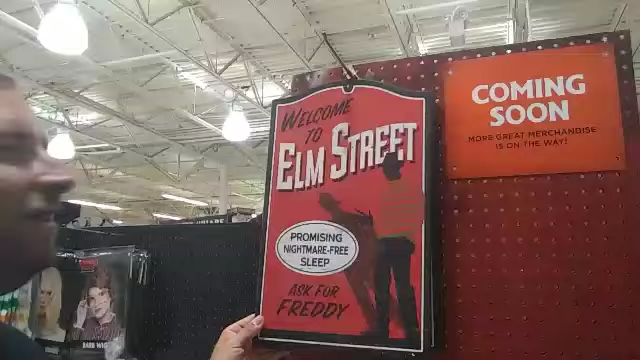 WELCOME
TO
ELM STREET
PROMISING
NIGHTMARE-FREE
SLEEP
ASK FOR
FREDDY
COMING
SOON
MORE GREAT MERCHANDISE
IS ON THE WAY!